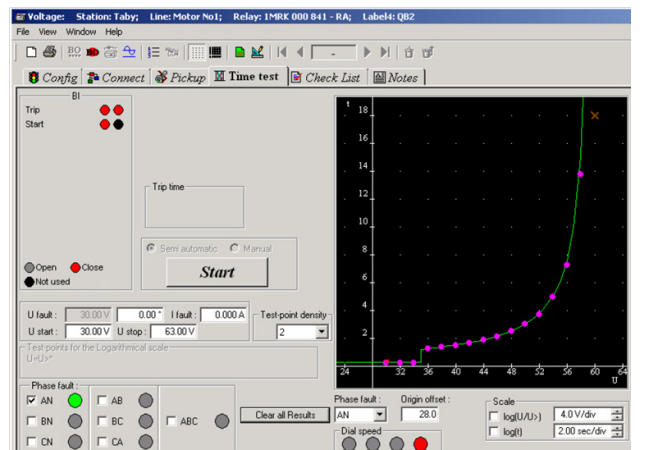 Voltage: Station: Taby; Line: Motor No1; Relay: 1MRK 000 841 - RA; Label4: QB2
File View Window Help
Config Connect Pickup Time test Check List Notes
BI
Trip
Start
Trip time
Semi automatic Manual
Start
Open Close
Not used
U fault : 30.00 V 0.00 ° I fault : 0.000 A
U start : 30.00 V U stop : 63.00 V
Test-point density
2
Test-points for the Logarithmical scale
U=U>*
Phase fault :
AN AB
BN BC ABC
CN CA
Clear all Results
t
18
16
14
12
10
8
6
4
2
24 32 36 40 44 48 52 56 60 64
U
Phase fault : Origin offset :
AN 28.0
Dial speed
Scale
log(U/U>) 4.0 V/div
log(t) 2.00 sec/div